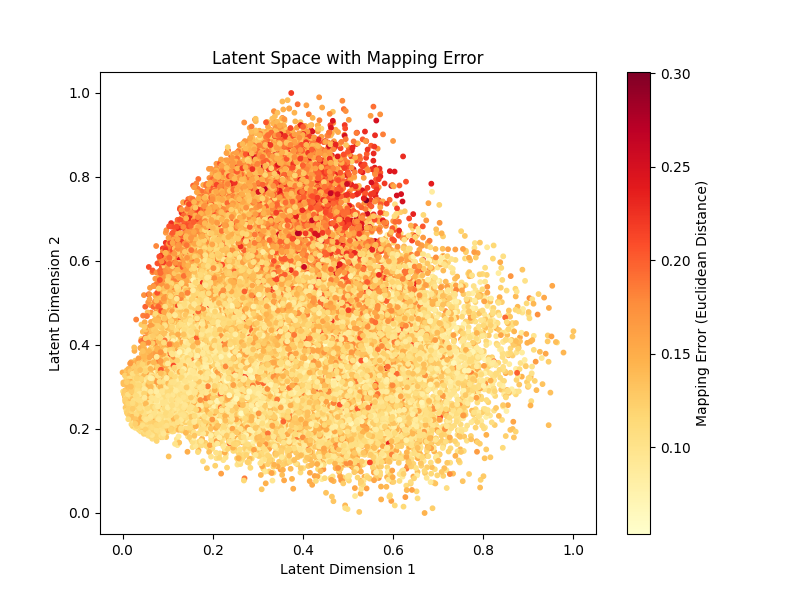 Latent Space with Mapping Error
1.0
0.8
0.6
0.4
0.2
0.0
Latent Dimension 2
0.0 0.2 0.4 0.6 0.8 1.0
Latent Dimension 1
0.30
0.25
0.20
0.15
0.10
Mapping Error (Euclidean Distance)